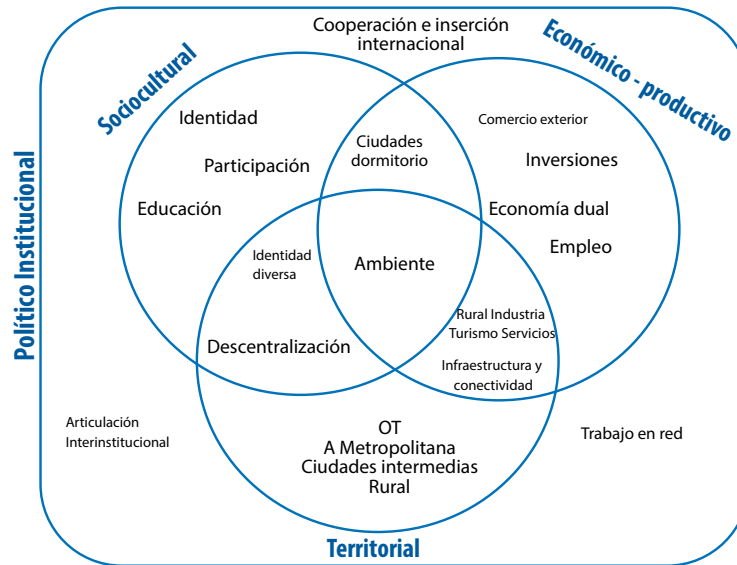 Cooperación e inserción
internacional
Sociocultural
Económico - productivo
Político Institucional
Identidad
Participación
Educación
Ciudades
dormitorio
Comercio exterior
Inversiones
Economía dual
Empleo
Identidad
diversa
Ambiente
Descentralización
Rural Industria
Turismo Servicios
Infraestructura y
conectividad
Articulación
Interinstitucional
OT
A Metropolitana
Ciudades intermedias
Rural
Trabajo en red
Territorial